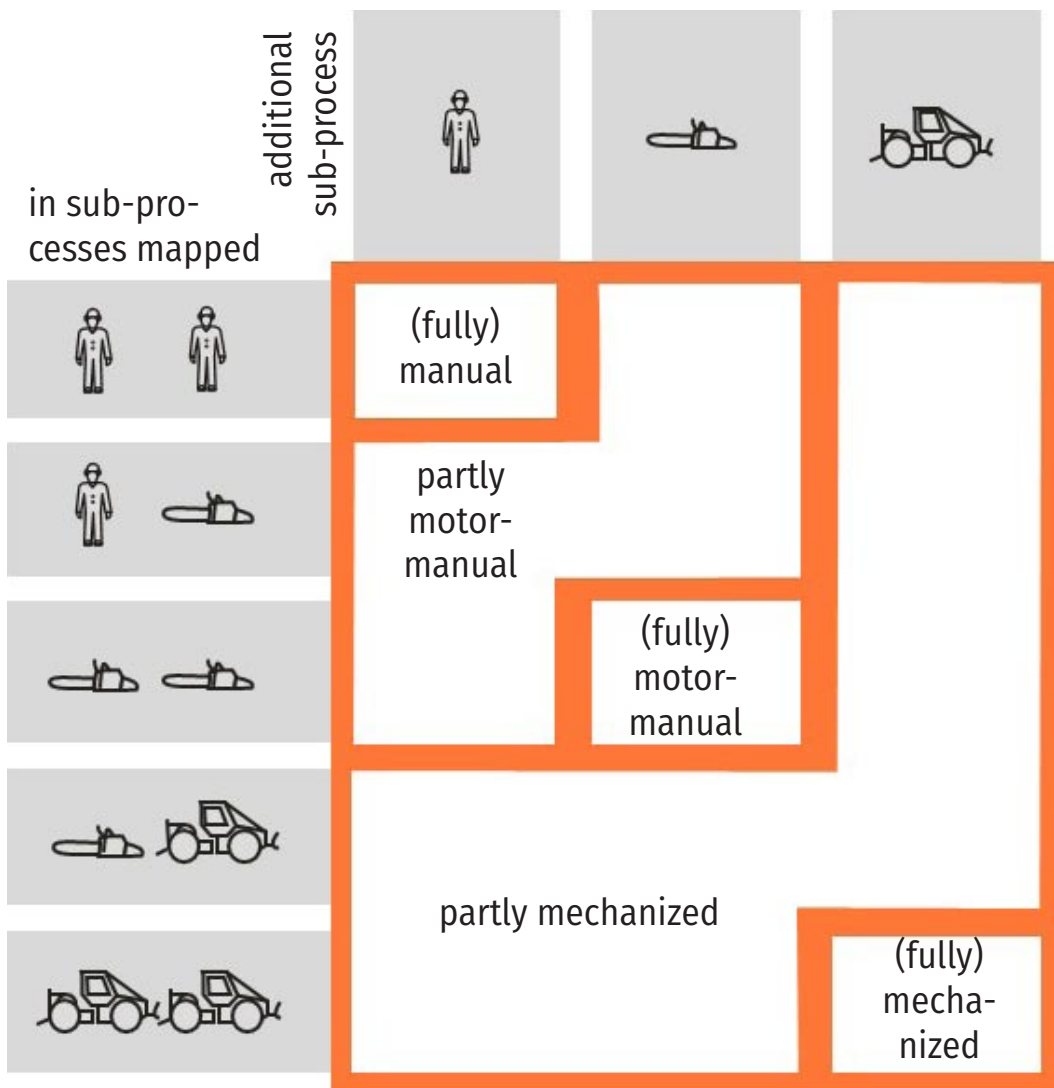 additional
sub-process
in sub-pro-
cesses mapped
(fully)
manual
partly
motor-
manual
(fully)
motor-
manual
partly mechanized
(fully)
mecha-
nized